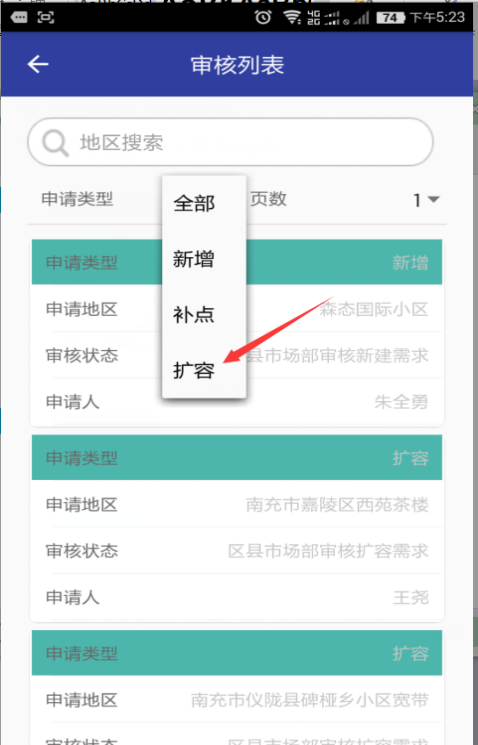 4G
2G
74
下午5:23
审核列表
地区搜索
申请类型
页数
1
全部
新增
补点
扩容
申请类型
新增
申请地区
森态国际小区
审核状态
县市场部审核新建需求
申请人
朱全勇
申请类型
扩容
申请地区
南充市嘉陵区西苑茶楼
审核状态
区县市场部审核扩容需求
申请人
王尧
申请类型
扩容
申请地区
南充市仪陇县碑桠乡小区宽带
审核状态
区县市场部审核扩容需求